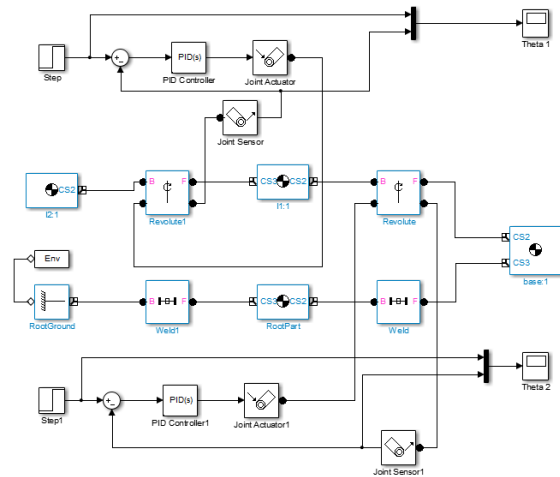 Theta 1
Step
PID(s)
PID Controller
Joint Actuator
Joint Sensor
CS2
l2:1
B F
Revolute1
CS3 CS2
l1:1
B F
Revolute
CS2
CS3
base:1
Env
RootGround
B F
Weld1
CS3 CS2
RootPart
B F
Weld
Theta 2
Step1
PID(s)
PID Controller1
Joint Actuator1
Joint Sensor1